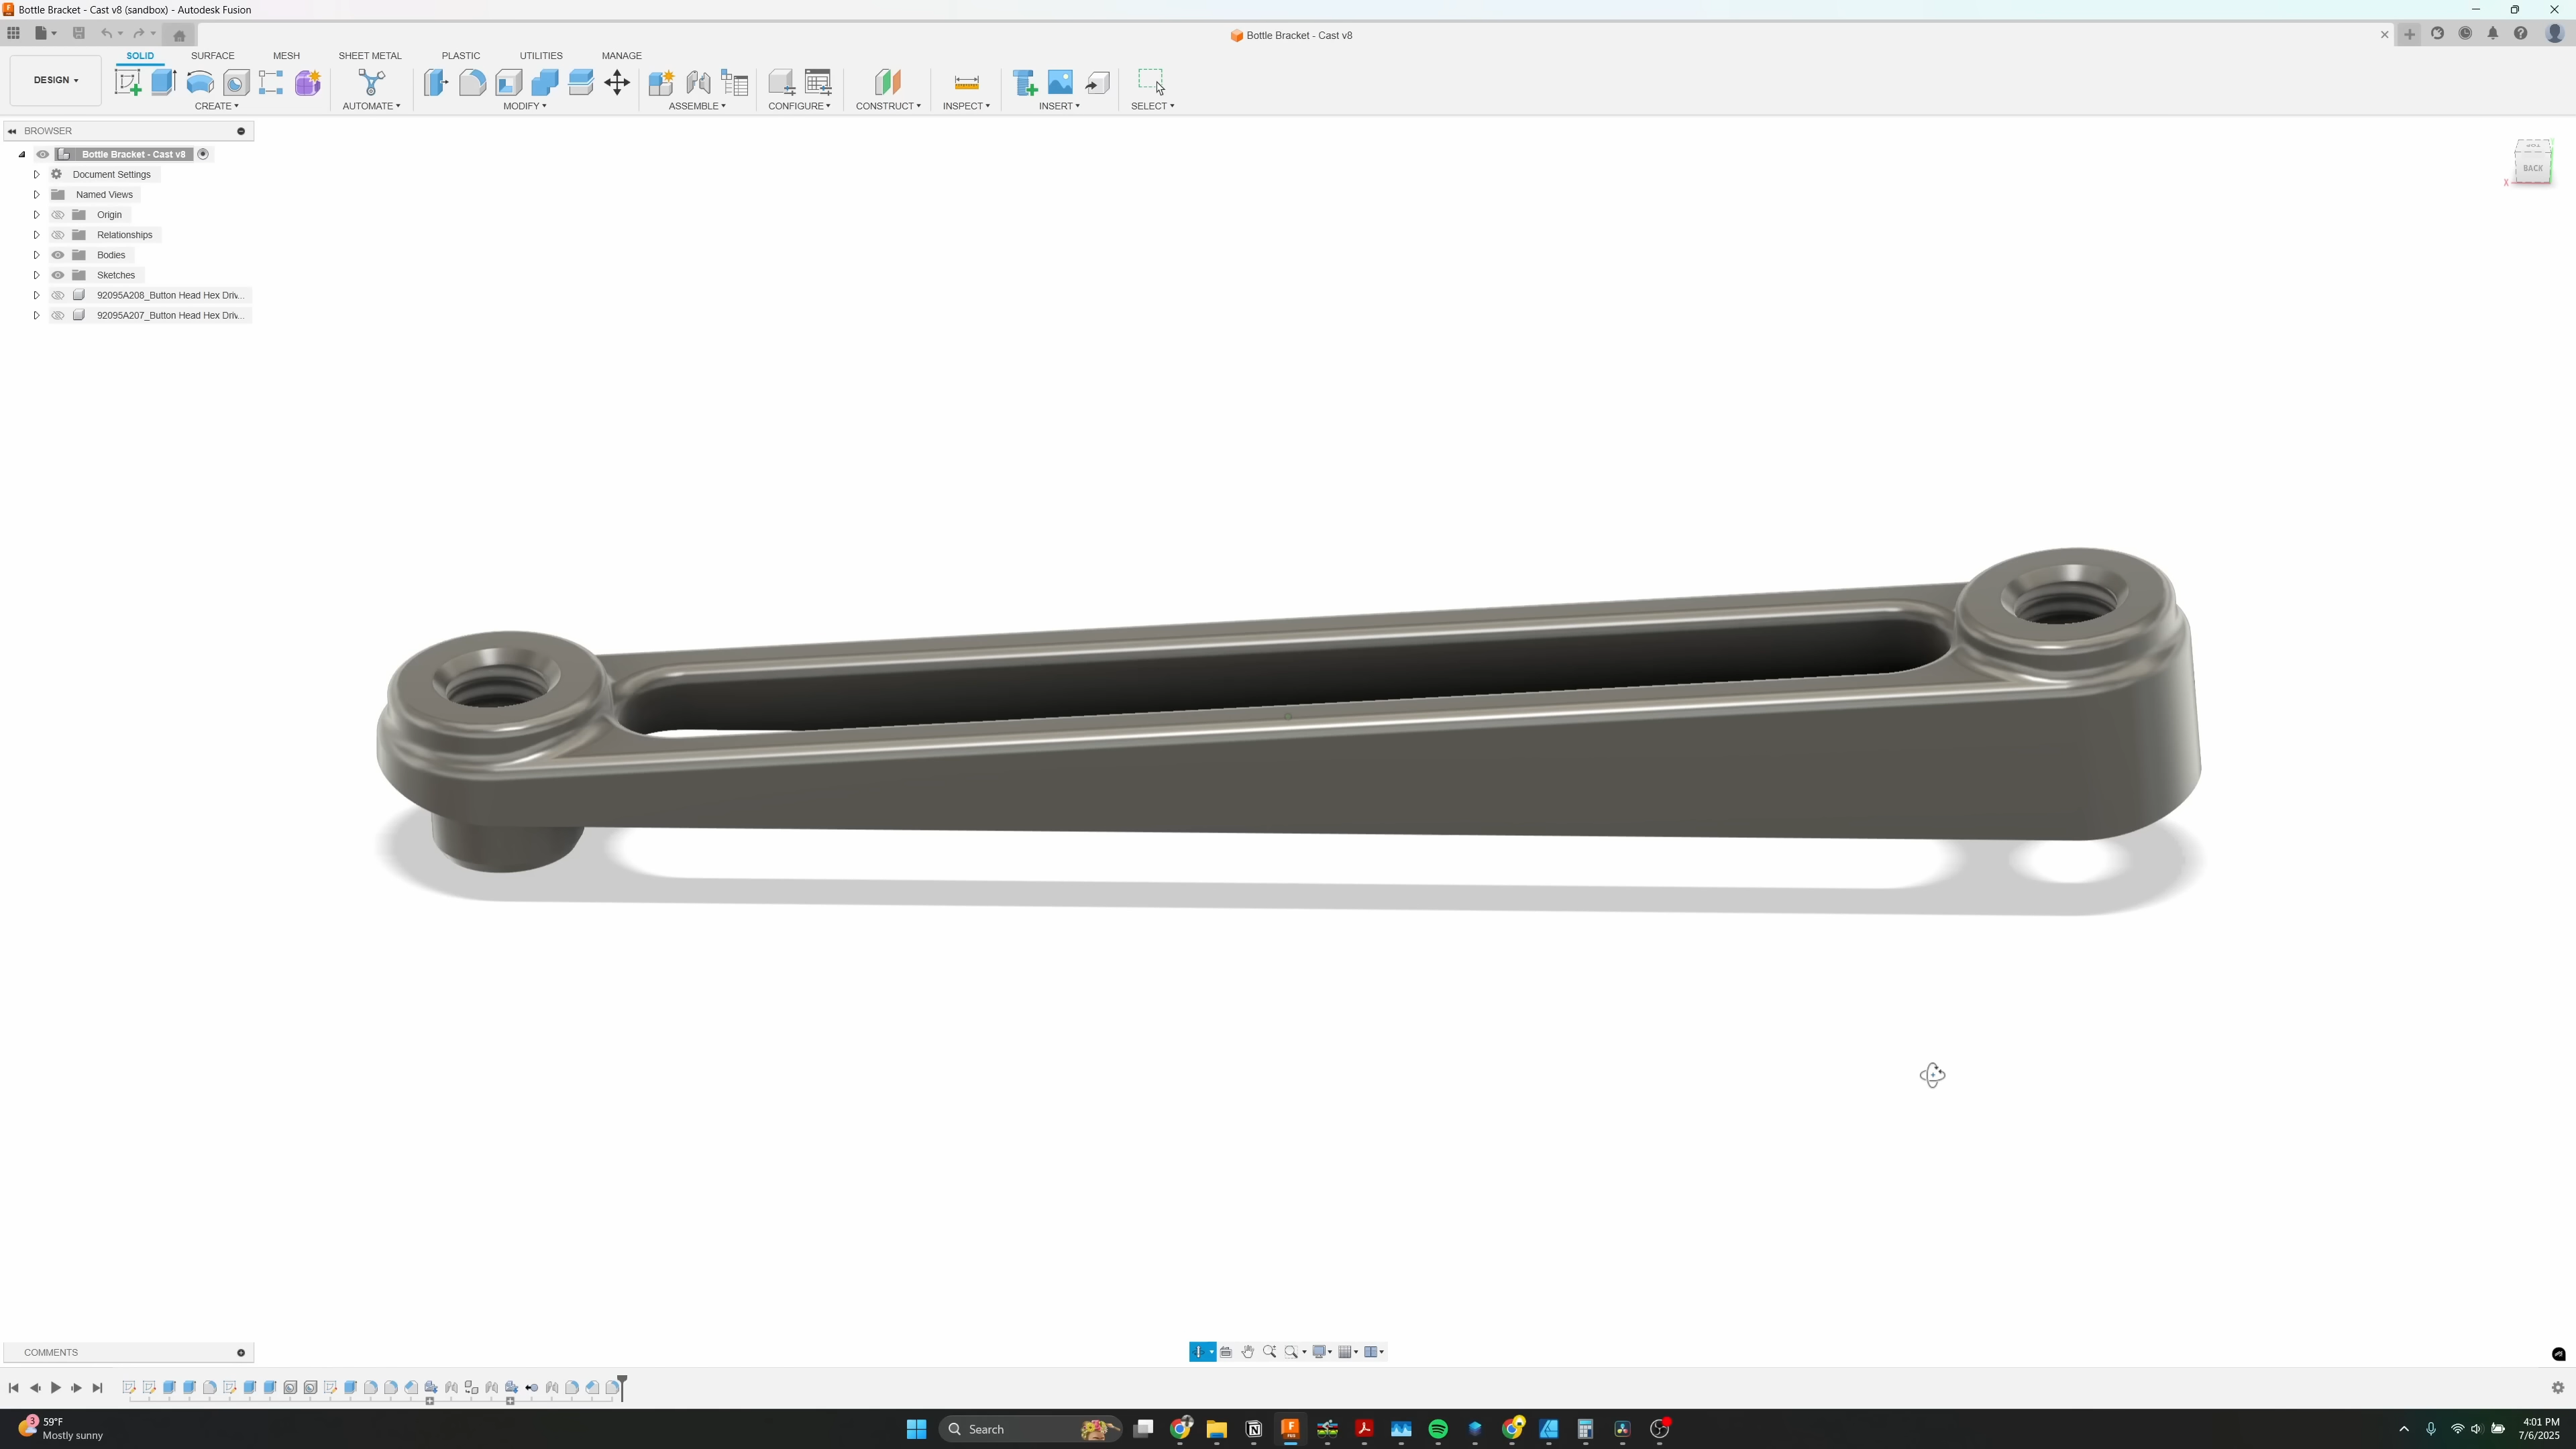 Bottle Bracket - Cast v8 (sandbox) - Autodesk Fusion
Bottle Bracket - Cast v8
SOLID SURFACE MESH SHEET METAL PLASTIC UTILITIES MANAGE
DESIGN
CREATE AUTOMATE MODIFY ASSEMBLE CONFIGURE CONSTRUCT INSPECT INSERT SELECT
BROWSER
Bottle Bracket - Cast v8
Document Settings
Named Views
Origin
Relationships
Bodies
Sketches
92095A208_Button Head Hex Driv...
92095A207_Button Head Hex Driv...
TOP
BACK
X
COMMENTS
3
59°F
Mostly sunny
Search
4:01 PM
7/6/2025